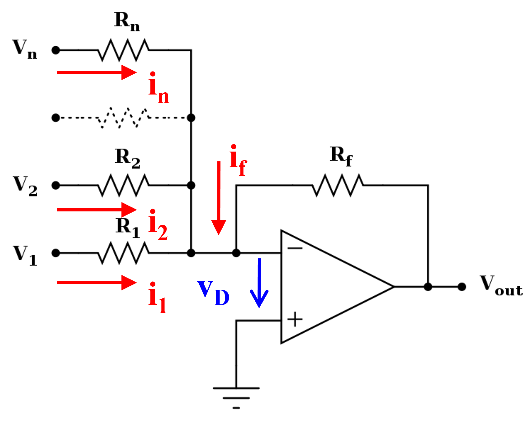 Rn
Vn
in
R2
if
Rf
V2
R1
i2
V1
−
vD
i1
Vout
+